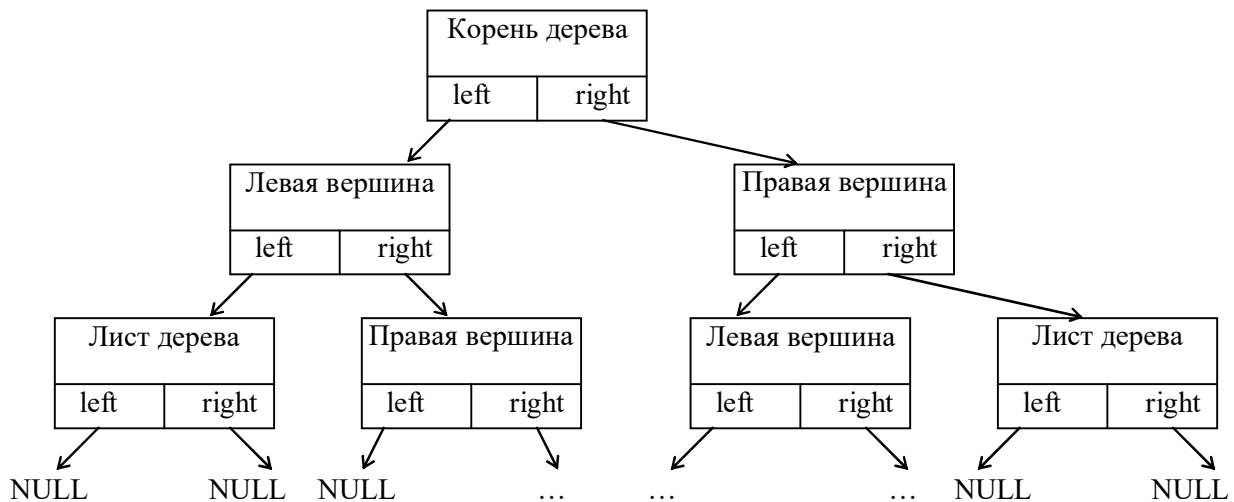 Корень дерева
left right
Левая вершина Правая вершина
left right left right
Лист дерева Правая вершина Левая вершина Лист дерева
left right left right left right left right
NULL NULL NULL … … … NULL NULL